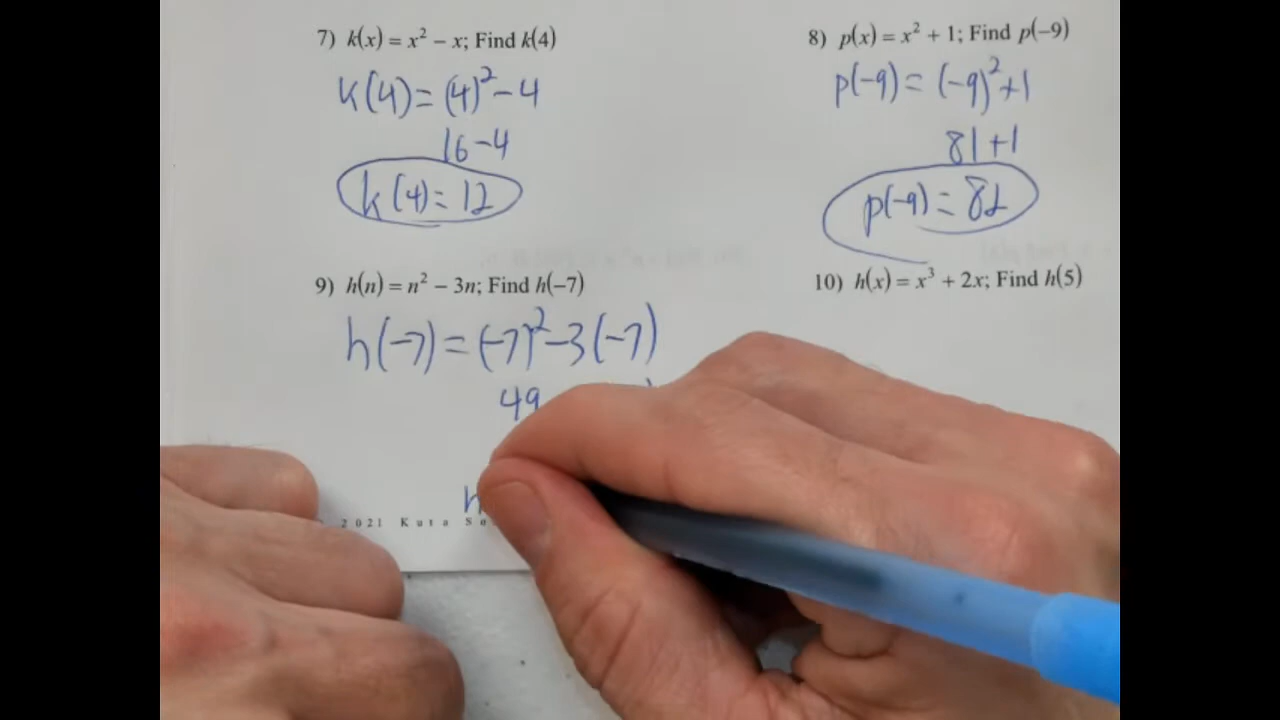 7) k(x) = x² − x; Find k(4)
k(4) = (4)² − 4
16 − 4
k(4) = 12
8) p(x) = x² + 1; Find p(−9)
p(−9) = (−9)² + 1
81 + 1
p(−9) = 82
9) h(n) = n² − 3n; Find h(−7)
h(−7) = (−7)² − 3(−7)
49
h
2021 Kuta So
10) h(x) = x³ + 2x; Find h(5)